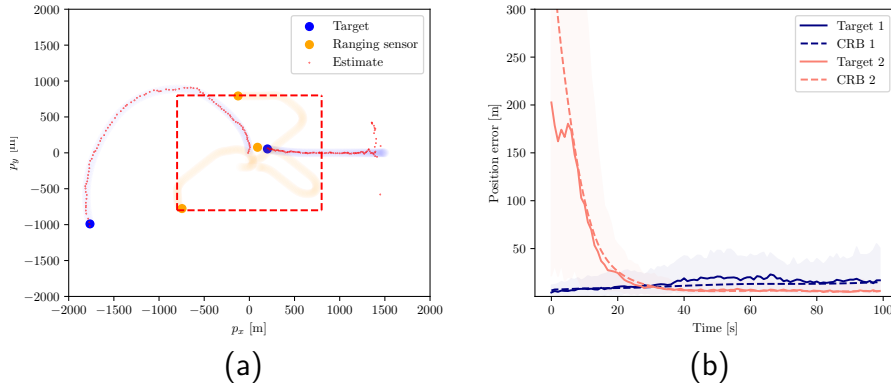 2000
1500
1000
500
0
−500
−1000
−1500
−2000
p_y [m]
−2000 −1500 −1000 −500 0 500 1000 1500 2000
p_x [m]
Target
Ranging sensor
Estimate
(a)
300
250
200
150
100
50
Position error [m]
0 20 40 60 80 100
Time [s]
Target 1
CRB 1
Target 2
CRB 2
(b)